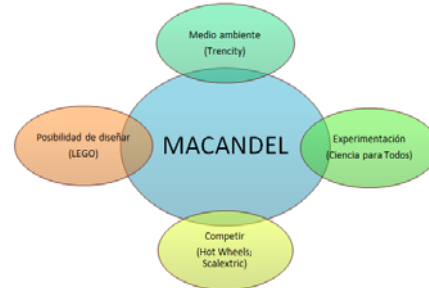 Medio ambiente
(Trencity)
Posibilidad de diseñar
(LEGO)
MACANDEL
Experimentación
(Ciencia para Todos)
Competir
(Hot Wheels;
Scalextric)